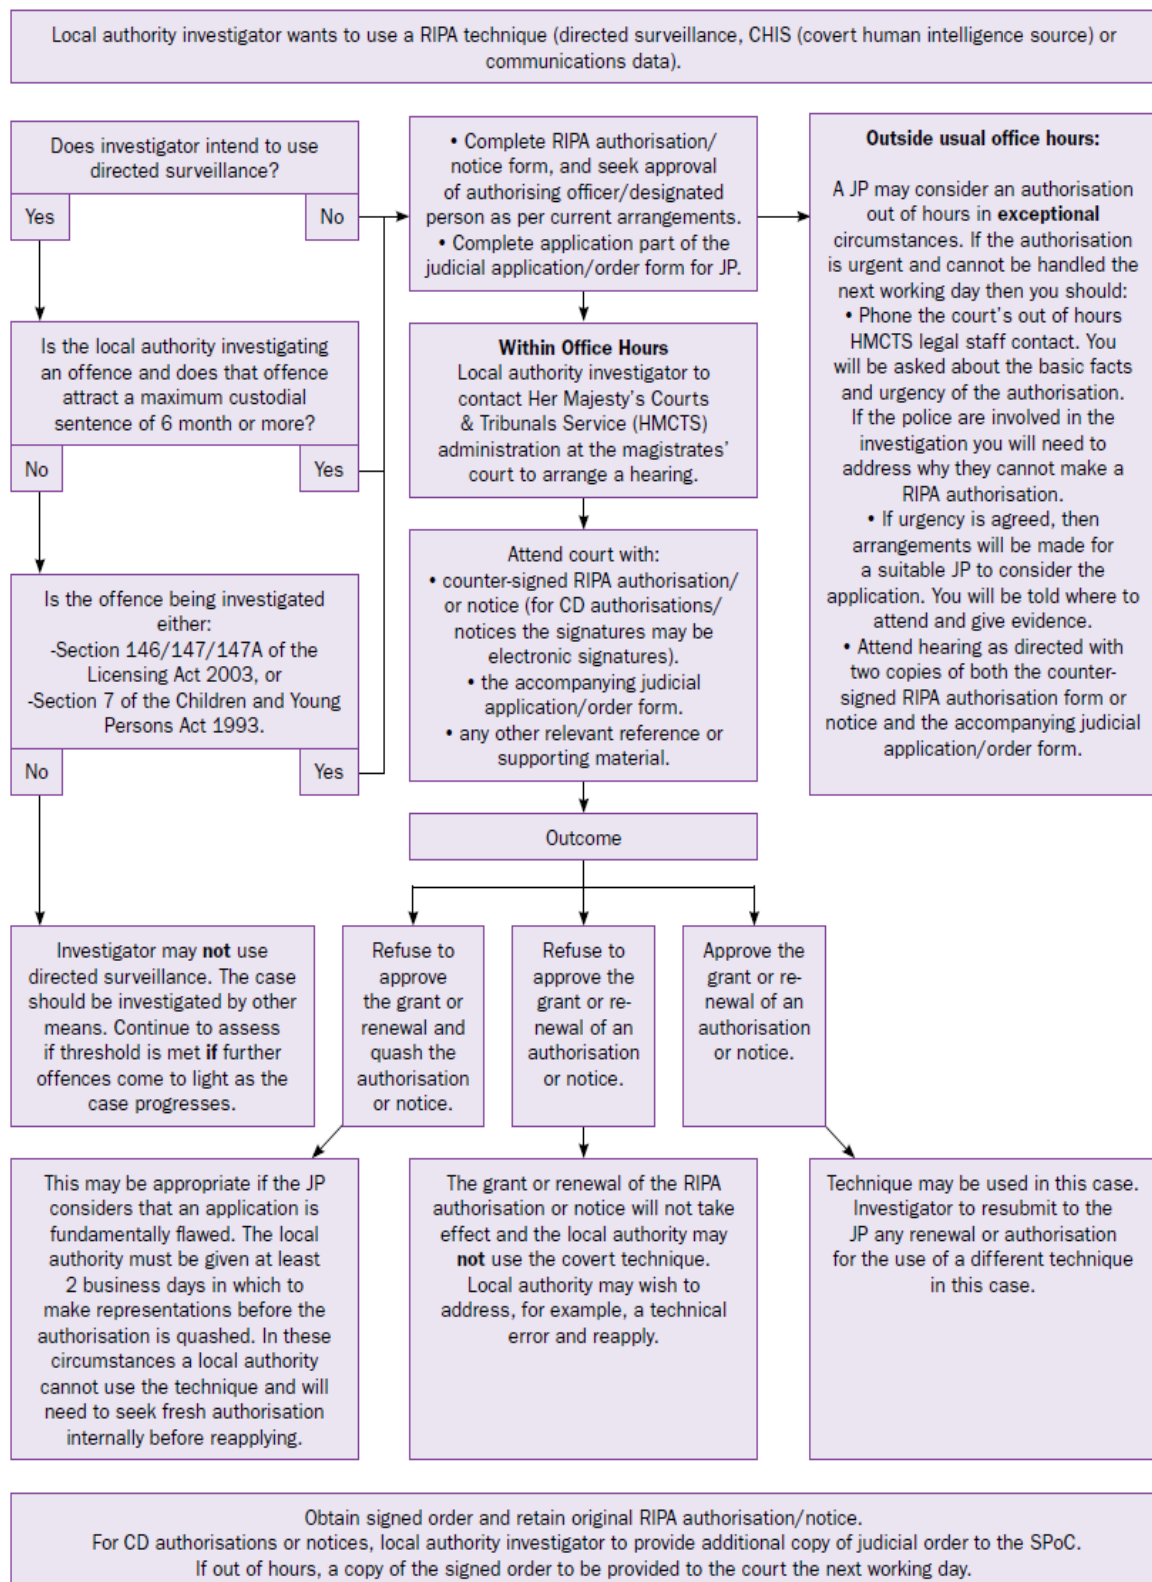 Local authority investigator wants to use a RIPA technique (directed surveillance, CHIS (covert human intelligence source) or
communications data).
Does investigator intend to use
directed surveillance?
Yes
No
Is the local authority investigating
an offence and does that offence
attract a maximum custodial
sentence of 6 month or more?
No
Yes
Is the offence being investigated
either:
-Section 146/147/147A of the
Licensing Act 2003, or
-Section 7 of the Children and Young
Persons Act 1993.
No
Yes
• Complete RIPA authorisation/
notice form, and seek approval
of authorising officer/designated
person as per current arrangements.
• Complete application part of the
judicial application/order form for JP.
Within Office Hours
Local authority investigator to
contact Her Majesty's Courts
& Tribunals Service (HMCTS)
administration at the magistrates'
court to arrange a hearing.
Attend court with:
• counter-signed RIPA authorisation/
or notice (for CD authorisations/
notices the signatures may be
electronic signatures).
• the accompanying judicial
application/order form.
• any other relevant reference or
supporting material.
Outside usual office hours:
A JP may consider an authorisation
out of hours in exceptional
circumstances. If the authorisation
is urgent and cannot be handled the
next working day then you should:
• Phone the court's out of hours
HMCTS legal staff contact. You
will be asked about the basic facts
and urgency of the authorisation.
If the police are involved in the
investigation you will need to
address why they cannot make a
RIPA authorisation.
• If urgency is agreed, then
arrangements will be made for
a suitable JP to consider the
application. You will be told where to
attend and give evidence.
• Attend hearing as directed with
two copies of both the counter-
signed RIPA authorisation form or
notice and the accompanying judicial
application/order form.
Outcome
Investigator may not use
directed surveillance. The case
should be investigated by other
means. Continue to assess
if threshold is met if further
offences come to light as the
case progresses.
Refuse to
approve
the grant or
renewal and
quash the
authorisation
or notice.
Refuse to
approve the
grant or re-
newal of an
authorisation
or notice.
Approve the
grant or re-
newal of an
authorisation
or notice.
This may be appropriate if the JP
considers that an application is
fundamentally flawed. The local
authority must be given at least
2 business days in which to
make representations before the
authorisation is quashed. In these
circumstances a local authority
cannot use the technique and will
need to seek fresh authorisation
internally before reapplying.
The grant or renewal of the RIPA
authorisation or notice will not take
effect and the local authority may
not use the covert technique.
Local authority may wish to
address, for example, a technical
error and reapply.
Technique may be used in this case.
Investigator to resubmit to the
JP any renewal or authorisation
for the use of a different technique
in this case.
Obtain signed order and retain original RIPA authorisation/notice.
For CD authorisations or notices, local authority investigator to provide additional copy of judicial order to the SPoC.
If out of hours, a copy of the signed order to be provided to the court the next working day.